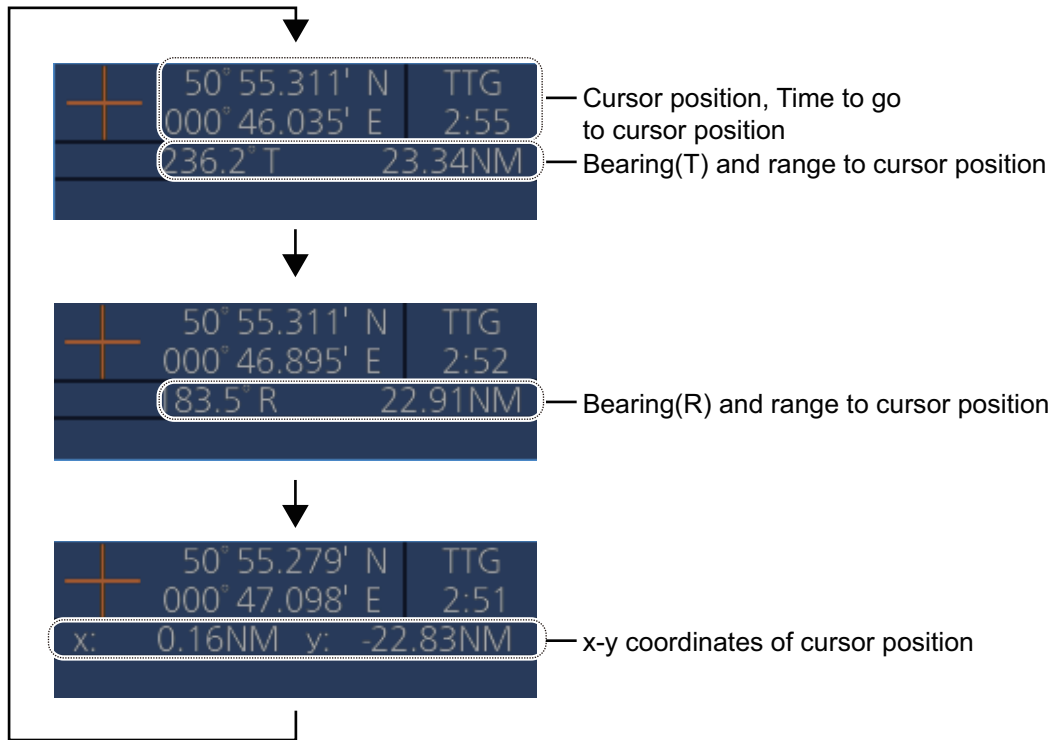 50° 55.311' N TTG
000° 46.035' E 2:55
Cursor position, Time to go
to cursor position
236.2° T 23.34NM
Bearing(T) and range to cursor position
50° 55.311' N TTG
000° 46.895' E 2:52
183.5° R 22.91NM
Bearing(R) and range to cursor position
50° 55.279' N TTG
000° 47.098' E 2:51
x: 0.16NM y: -22.83NM
x-y coordinates of cursor position